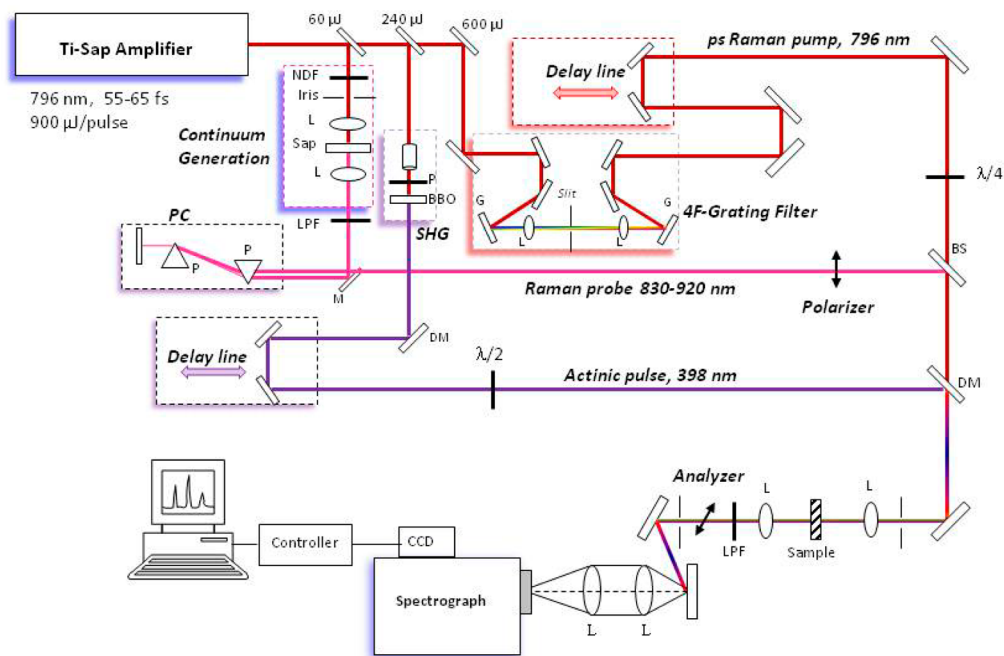 60 µJ
240 µJ
600 µJ
Ti-Sap Amplifier
796 nm, 55-65 fs
900 µJ/pulse
ps Raman pump, 796 nm
Delay line
NDF
Iris
L
Sap
L
Continuum
Generation
P
BBO
SHG
LPF
G
Slit
G
L
L
4F-Grating Filter
λ/4
PC
P
P
M
BS
Raman probe 830-920 nm
Polarizer
DM
Delay line
λ/2
Actinic pulse, 398 nm
DM
Analyzer
L
L
LPF
Sample
Controller
CCD
Spectrograph
L
L